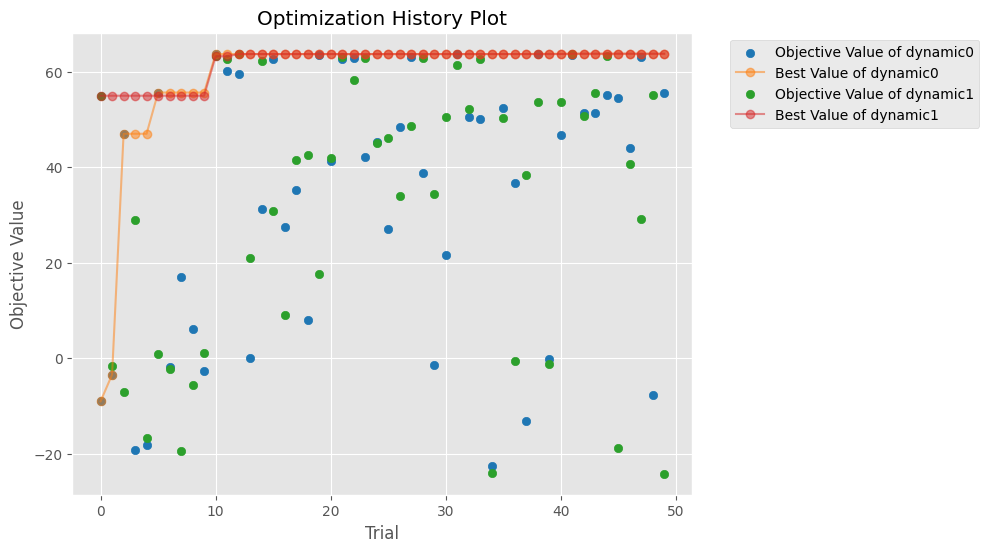 Optimization History Plot
Objective Value of dynamic0
Best Value of dynamic0
Objective Value of dynamic1
Best Value of dynamic1
Objective Value
60
40
20
0
−20
0 10 20 30 40 50
Trial